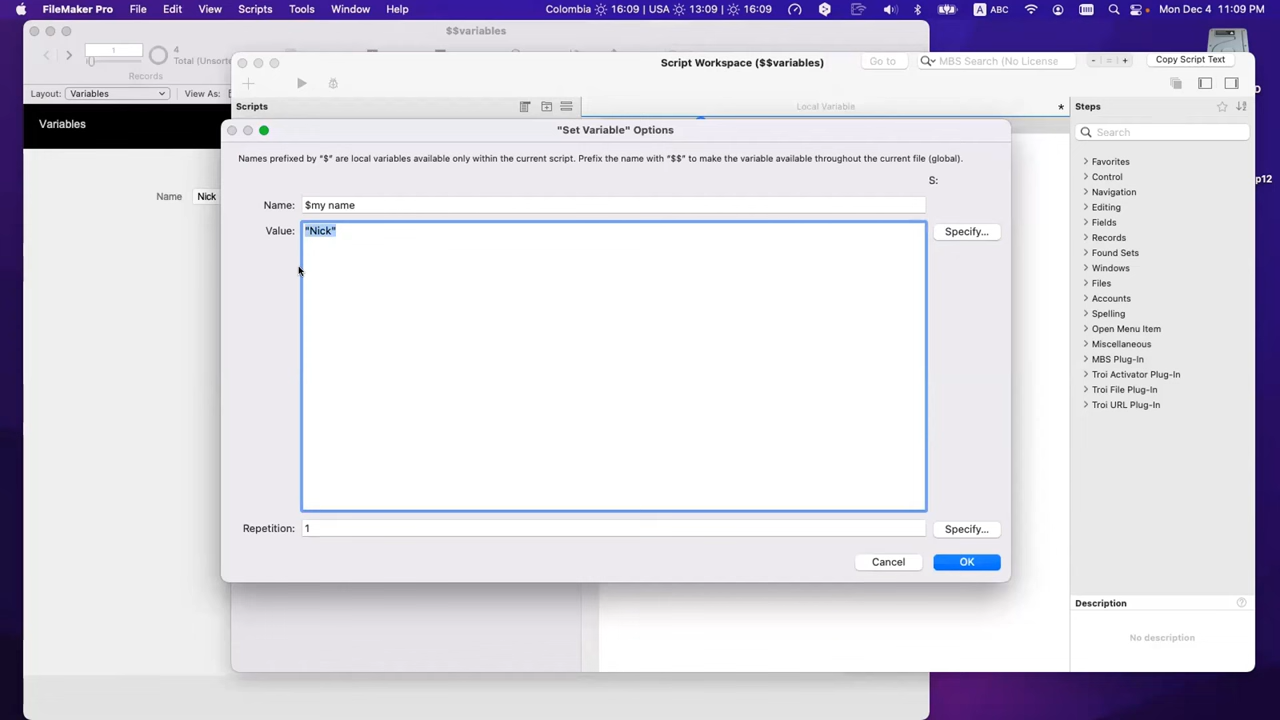 FileMaker Pro File Edit View Scripts Tools Window Help Colombia 16:09 | USA 13:09 | 16:09 A ABC Mon Dec 4 11:09 PM
$$variables
1 4
Total (Unsorte
Records
Layout: Variables View As:
Variables
Name Nick
Script Workspace ($$variables) Go to MBS Search (No License - = + Copy Script Text
Scripts Local Variable * Steps
Search
"Set Variable" Options
Names prefixed by "$" are local variables available only within the current script. Prefix the name with "$$" to make the variable available throughout the current file (global).
S:
Name: $my name
Value: "Nick" Specify...
Repetition: 1 Specify...
Cancel OK
Favorites
Control
Navigation
Editing
Fields
Records
Found Sets
Windows
Files
Accounts
Spelling
Open Menu Item
Miscellaneous
MBS Plug-In
Troi Activator Plug-In
Troi File Plug-In
Troi URL Plug-In
Description
No description
p12